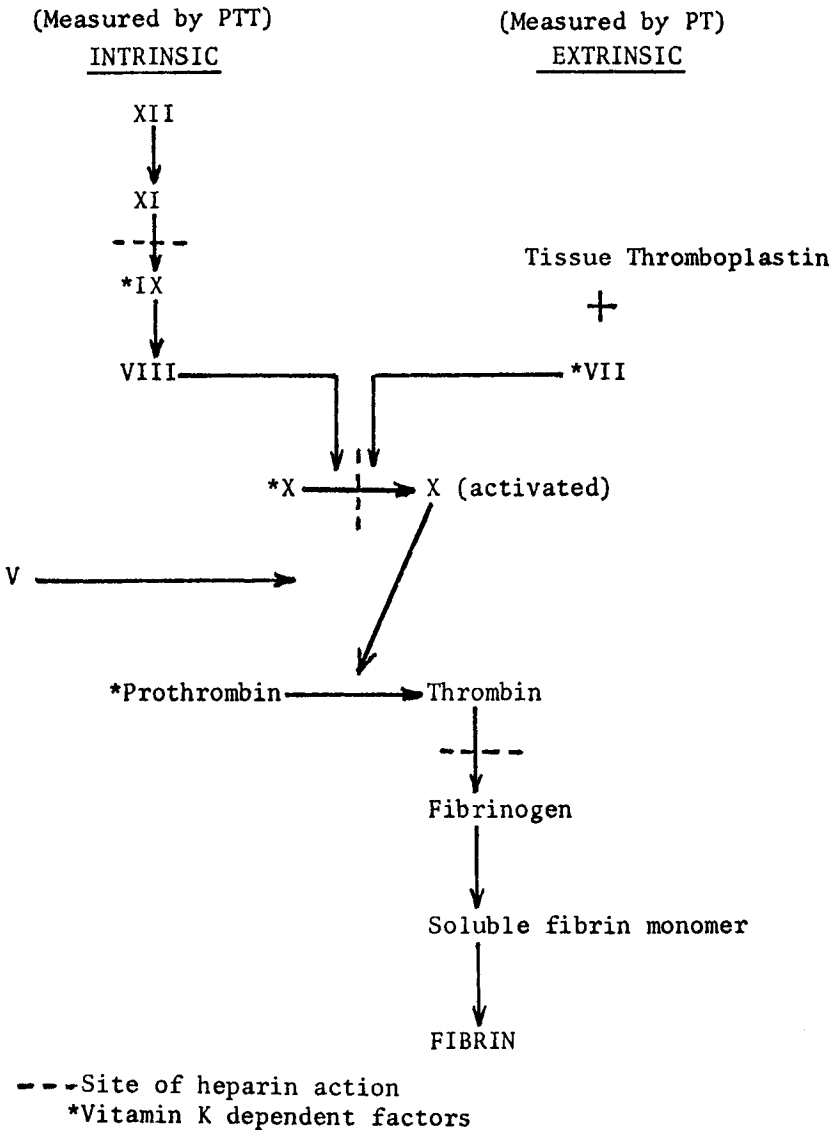 (Measured by PTT)
INTRINSIC
(Measured by PT)
EXTRINSIC
XII
XI
*IX
VIII
Tissue Thromboplastin
+
*VII
*X
X (activated)
V
*Prothrombin
Thrombin
Fibrinogen
Soluble fibrin monomer
FIBRIN
----Site of heparin action
*Vitamin K dependent factors